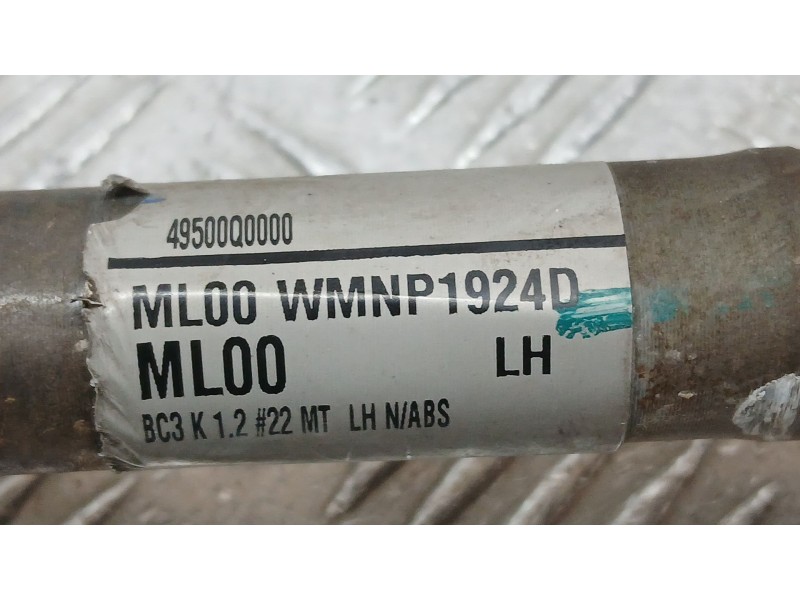 49500Q0000
ML00 WMNP1924D
ML00 LH
BC3 K 1.2 #22 MT LH N/ABS